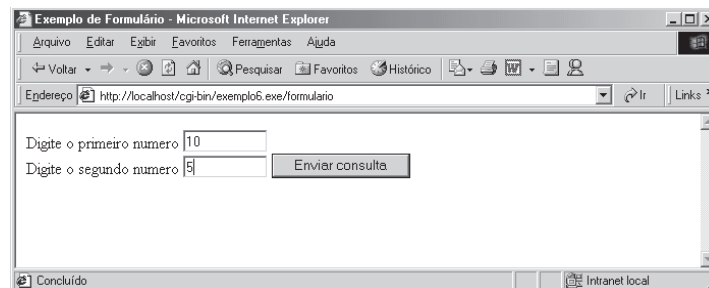 Exemplo de Formulário - Microsoft Internet Explorer
Arquivo Editar Exibir Favoritos Ferramentas Ajuda
Voltar Pesquisar Favoritos Histórico
Endereço http://localhost/cgi-bin/exemplo6.exe/formulario Ir Links
Digite o primeiro numero 10
Digite o segundo numero 5 Enviar consulta
Concluído Intranet local